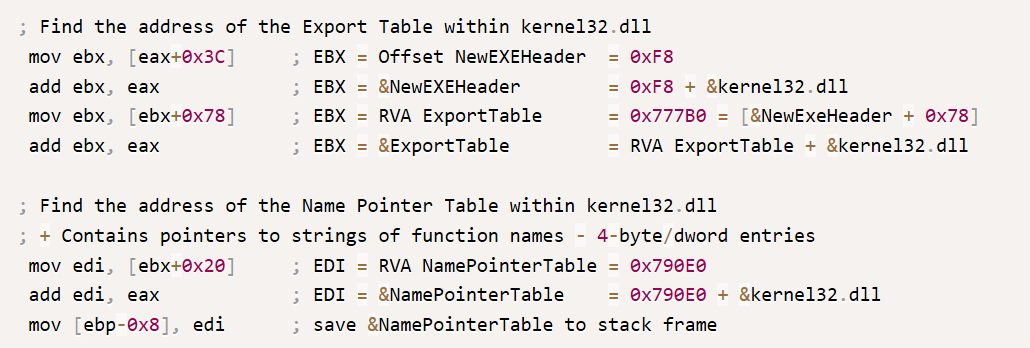 ; Find the address of the Export Table within kernel32.dll
mov ebx, [eax+0x3C] ; EBX = Offset NewEXEHeader = 0xF8
add ebx, eax ; EBX = &NewEXEHeader = 0xF8 + &kernel32.dll
mov ebx, [ebx+0x78] ; EBX = RVA ExportTable = 0x777B0 = [&NewExeHeader + 0x78]
add ebx, eax ; EBX = &ExportTable = RVA ExportTable + &kernel32.dll
; Find the address of the Name Pointer Table within kernel32.dll
; + Contains pointers to strings of function names - 4-byte/dword entries
mov edi, [ebx+0x20] ; EDI = RVA NamePointerTable = 0x790E0
add edi, eax ; EDI = &NamePointerTable = 0x790E0 + &kernel32.dll
mov [ebp-0x8], edi ; save &NamePointerTable to stack frame